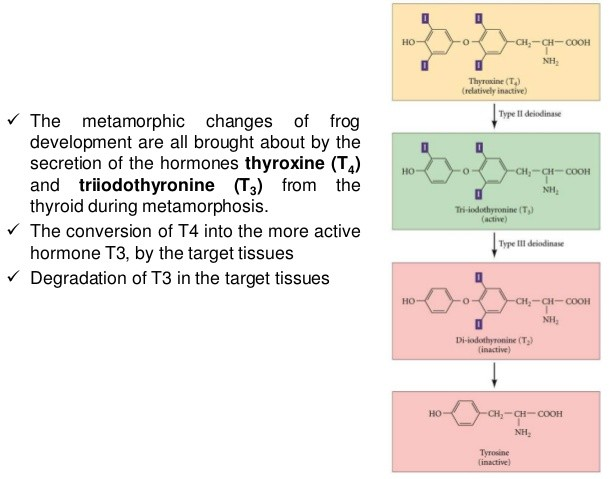 ✓ The metamorphic changes of frog
development are all brought about by the
secretion of the hormones thyroxine (T4)
and triiodothyronine (T3) from the
thyroid during metamorphosis.
✓ The conversion of T4 into the more active
hormone T3, by the target tissues
✓ Degradation of T3 in the target tissues
I I
HO O CH2 CH COOH
I I NH2
Thyroxine (T4)
(relatively inactive)
Type II deiodinase
I I
HO O CH2 CH COOH
I NH2
Tri-iodothyronine (T3)
(active)
Type III deiodinase
I
HO O CH2 CH COOH
I NH2
Di-iodothyronine (T2)
(inactive)
HO CH2 CH COOH
NH2
Tyrosine
(inactive)